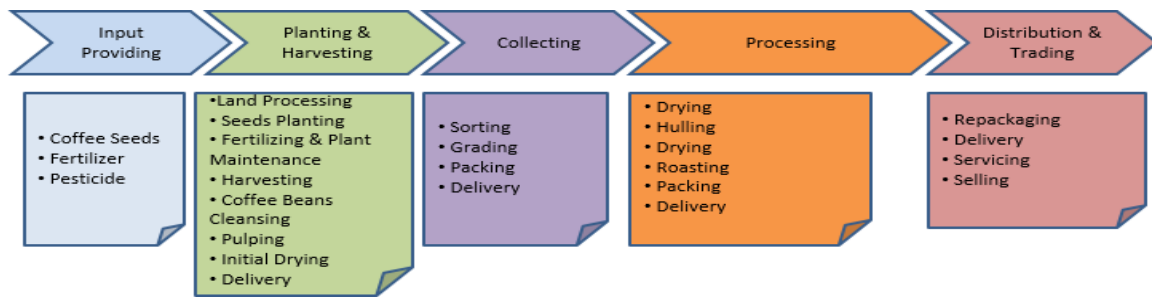 Input
Providing
Planting &
Harvesting
Collecting
Processing
Distribution &
Trading
• Coffee Seeds
• Fertilizer
• Pesticide
•Land Processing
• Seeds Planting
• Fertilizing & Plant
Maintenance
• Harvesting
• Coffee Beans
Cleansing
• Pulping
• Initial Drying
• Delivery
• Sorting
• Grading
• Packing
• Delivery
• Drying
• Hulling
• Drying
• Roasting
• Packing
• Delivery
• Repackaging
• Delivery
• Servicing
• Selling